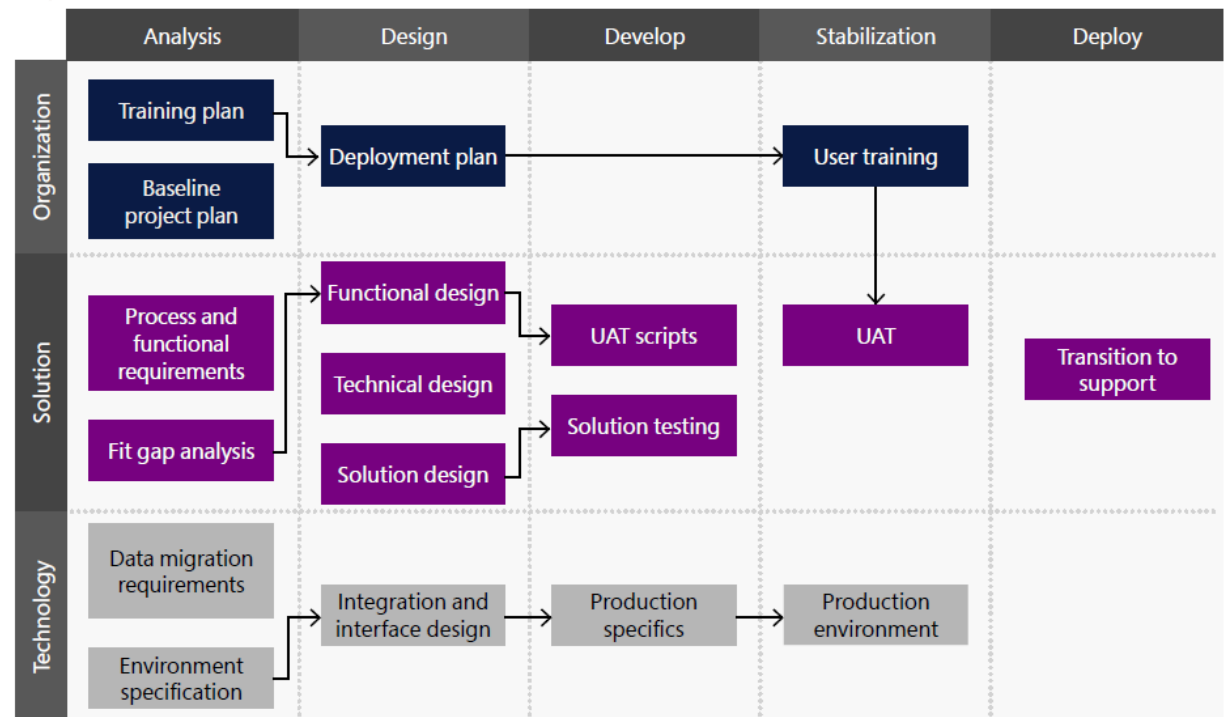 Analysis
Design
Develop
Stabilization
Deploy
Organization
Training plan
Baseline
project plan
Deployment plan
User training
Solution
Process and
functional
requirements
Fit gap analysis
Functional design
Technical design
Solution design
UAT scripts
Solution testing
UAT
Transition to
support
Technology
Data migration
requirements
Environment
specification
Integration and
interface design
Production
specifics
Production
environment